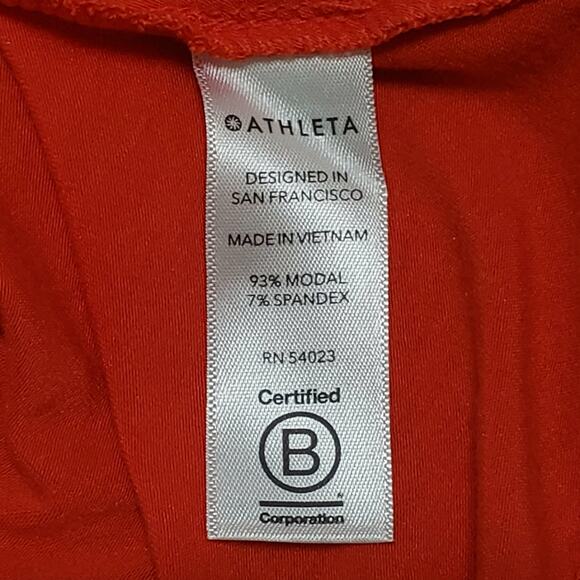 ATHLETA
DESIGNED IN
SAN FRANCISCO
MADE IN VIETNAM
93% MODAL
7% SPANDEX
RN 54023
Certified
B
Corporation